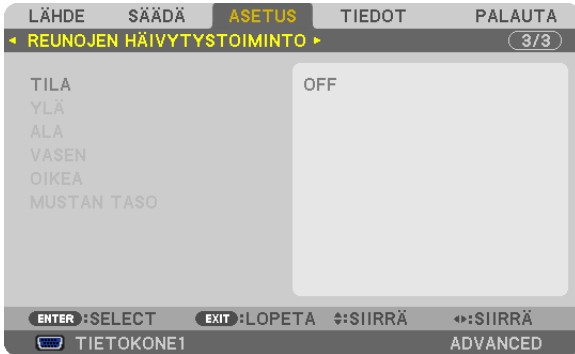 LÄHDE SÄÄDÄ ASETUS TIEDOT PALAUTA
◂ REUNOJEN HÄIVYTYSTOIMINTO ▸ 3/3
TILA OFF
YLÄ
ALA
VASEN
OIKEA
MUSTAN TASO
ENTER :SELECT EXIT :LOPETA ♦:SIIRRÄ ◂▸:SIIRRÄ
TIETOKONE1 ADVANCED